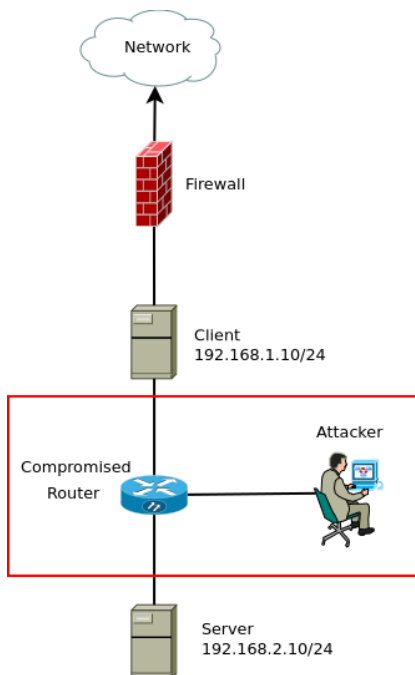 Network
Firewall
Client
192.168.1.10/24
Attacker
Compromised
Router
Server
192.168.2.10/24